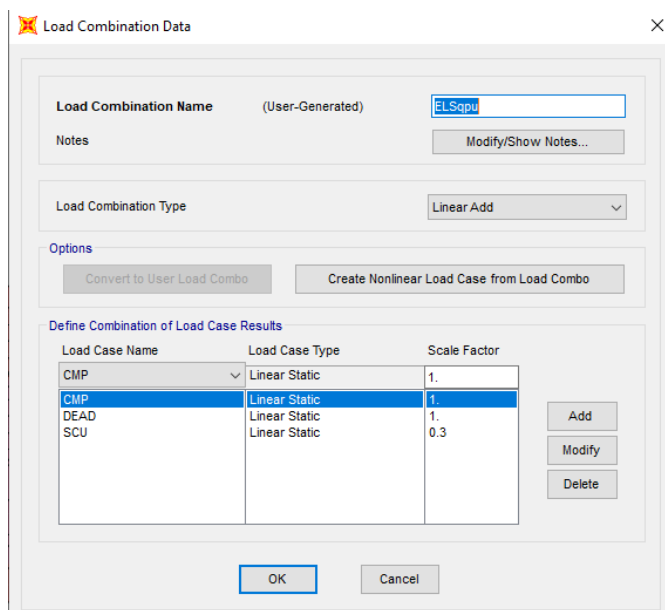 Load Combination Data
Load Combination Name (User-Generated) ELSqpu
Notes Modify/Show Notes...
Load Combination Type Linear Add
Options
Convert to User Load Combo Create Nonlinear Load Case from Load Combo
Define Combination of Load Case Results
Load Case Name Load Case Type Scale Factor
CMP Linear Static 1.
CMP Linear Static 1.
DEAD Linear Static 1.
SCU Linear Static 0.3
Add
Modify
Delete
OK Cancel